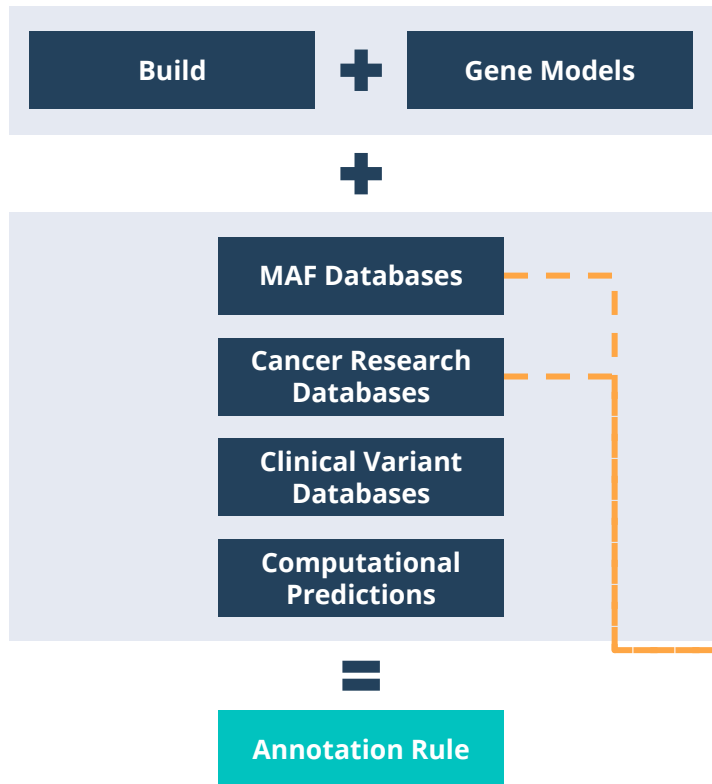 Build + Gene Models
+
MAF Databases
Cancer Research
Databases
Clinical Variant
Databases
Computational
Predictions
=
Annotation Rule